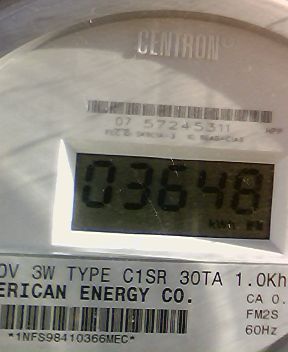 CENTRON®
07 57245311 HPP
03648
kWh
0V 3W TYPE C1SR 30TA 1.0Kh
ERICAN ENERGY CO. CA 0.
FM2S
60Hz
*1NFS98410366MEC*